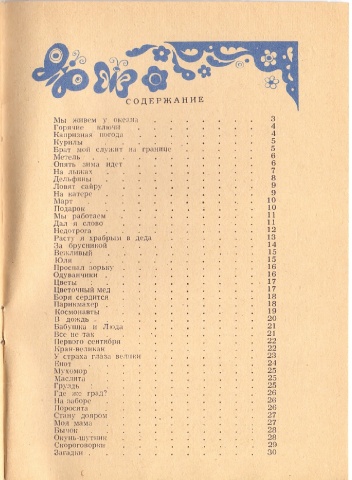 СОДЕРЖАНИЕ
Мы живем у океана 3
Горячие ключи 4
Капризная погода 4
Курилы 5
Брат мой служит на границе 5
Метель 6
Опять зима идет 6
На лыжах 7
Дельфины 8
Ловят сайру 9
На катере 9
Март 10
Подарок 10
Мы работаем 11
Дал я слово 11
Недотрога 12
Расту я храбрым в деда 13
За брусникой 14
Вежливый 15
Юля 15
Проспал зорьку 16
Одуванчики 16
Цветы 17
Цветочный мед 17
Боря сердится 18
Парикмахер 18
Космонавты 19
В дождь 20
Бабушка и Люда 21
Все не так 21
Первого сентября 22
Кран-великан 22
У страха глаза велики 23
Енот 24
Мухомор 25
Маслята 25
Груздь 25
Где же град? 26
На заборе 26
Поросята 26
Стану дояром 27
Моя мама 27
Бычок 28
Окунь-шутник 28
Скороговорки 29
Загадки 30